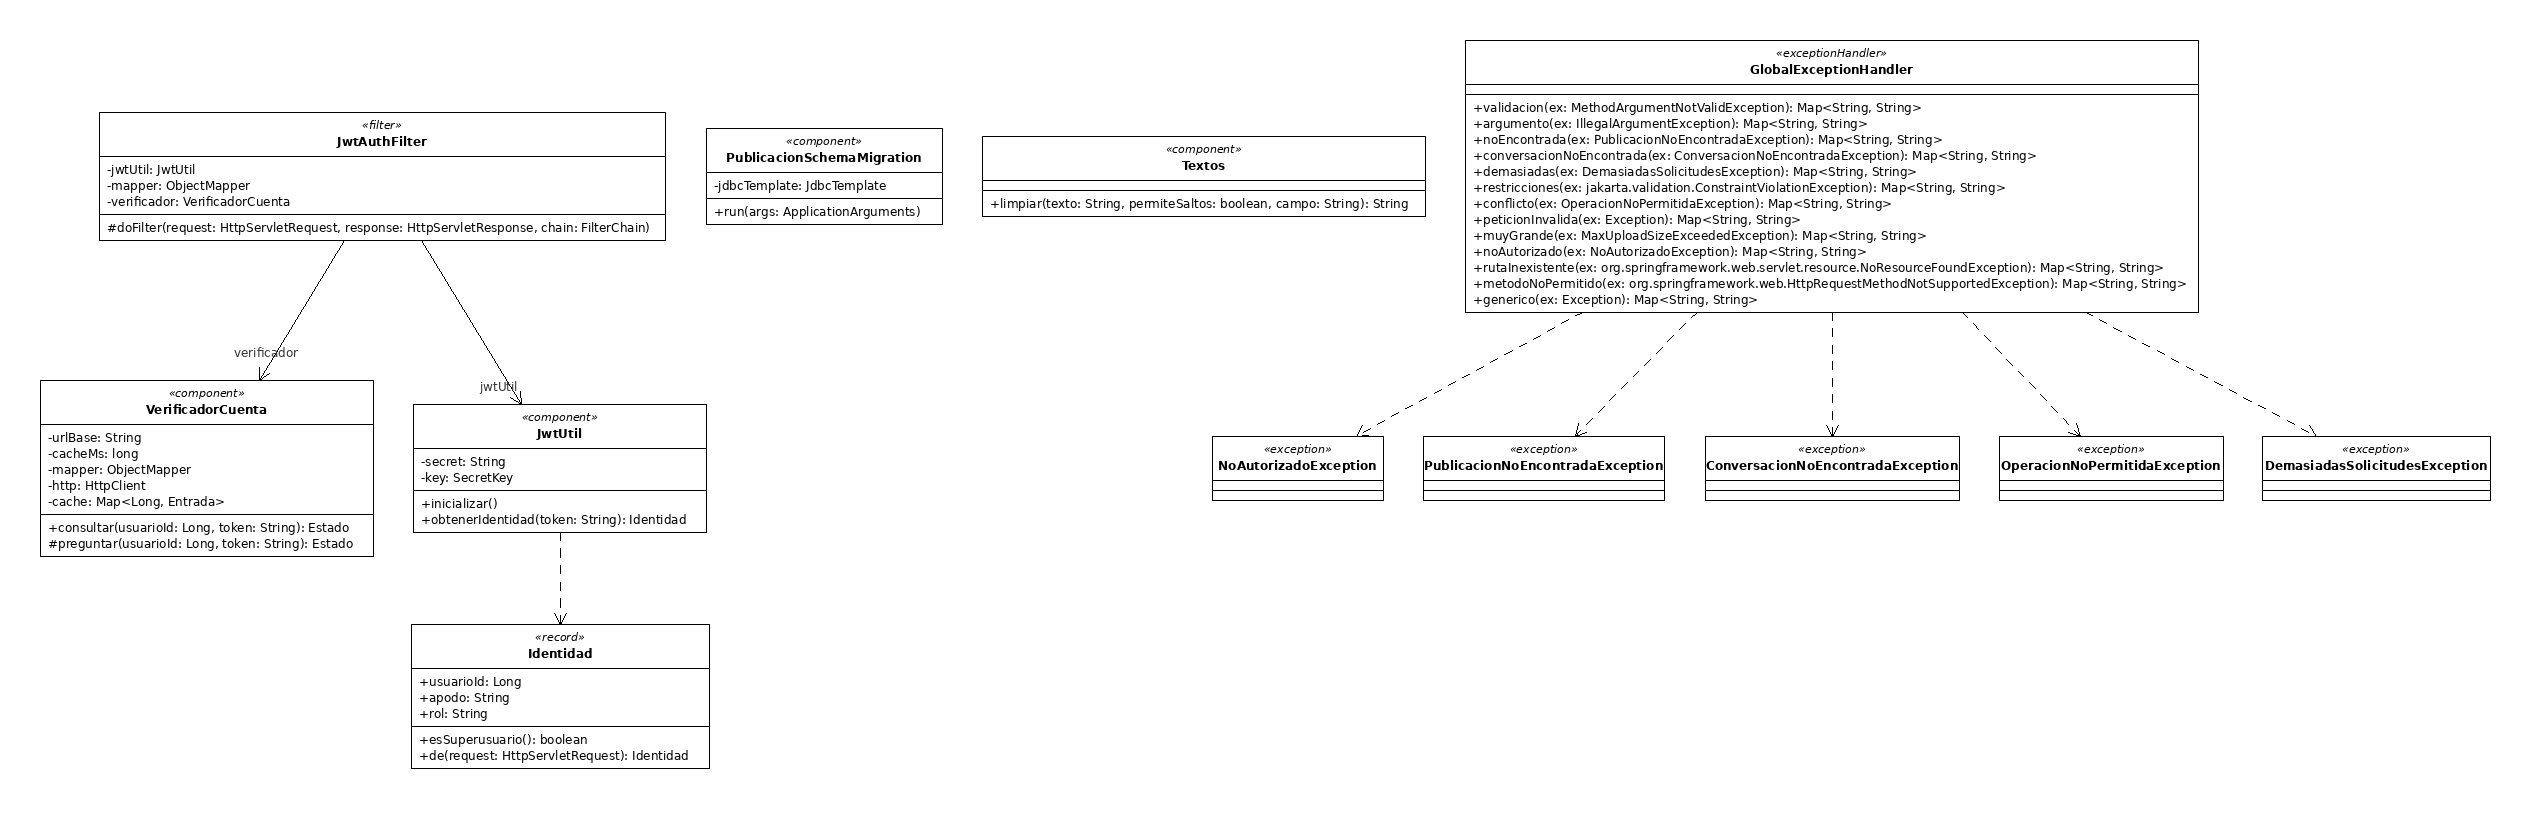 «filter»
JwtAuthFilter
-jwtUtil: JwtUtil
-mapper: ObjectMapper
-verificador: VerificadorCuenta
#doFilter(request: HttpServletRequest, response: HttpServletResponse, chain: FilterChain)
«component»
PublicacionSchemaMigration
-jdbcTemplate: JdbcTemplate
+run(args: ApplicationArguments)
«component»
Textos
+limpiar(texto: String, permiteSaltos: boolean, campo: String): String
«exceptionHandler»
GlobalExceptionHandler
+validacion(ex: MethodArgumentNotValidException): Map<String, String>
+argumento(ex: IllegalArgumentException): Map<String, String>
+noEncontrada(ex: PublicacionNoEncontradaException): Map<String, String>
+conversacionNoEncontrada(ex: ConversacionNoEncontradaException): Map<String, String>
+demasiadas(ex: DemasiadasSolicitudesException): Map<String, String>
+restricciones(ex: jakarta.validation.ConstraintViolationException): Map<String, String>
+conflicto(ex: OperacionNoPermitidaException): Map<String, String>
+peticionInvalida(ex: Exception): Map<String, String>
+muyGrande(ex: MaxUploadSizeExceededException): Map<String, String>
+noAutorizado(ex: NoAutorizadoException): Map<String, String>
+rutaInexistente(ex: org.springframework.web.servlet.resource.NoResourceFoundException): Map<String, String>
+metodoNoPermitido(ex: org.springframework.web.HttpRequestMethodNotSupportedException): Map<String, String>
+generico(ex: Exception): Map<String, String>
verificador
jwtUtil
«component»
VerificadorCuenta
-urlBase: String
-cacheMs: long
-mapper: ObjectMapper
-http: HttpClient
-cache: Map<Long, Entrada>
+consultar(usuarioId: Long, token: String): Estado
#preguntar(usuarioId: Long, token: String): Estado
«component»
JwtUtil
-secret: String
-key: SecretKey
+inicializar()
+obtenerIdentidad(token: String): Identidad
«exception»
NoAutorizadoException
«exception»
PublicacionNoEncontradaException
«exception»
ConversacionNoEncontradaException
«exception»
OperacionNoPermitidaException
«exception»
DemasiadasSolicitudesException
«record»
Identidad
+usuarioId: Long
+apodo: String
+rol: String
+esSuperusuario(): boolean
+de(request: HttpServletRequest): Identidad